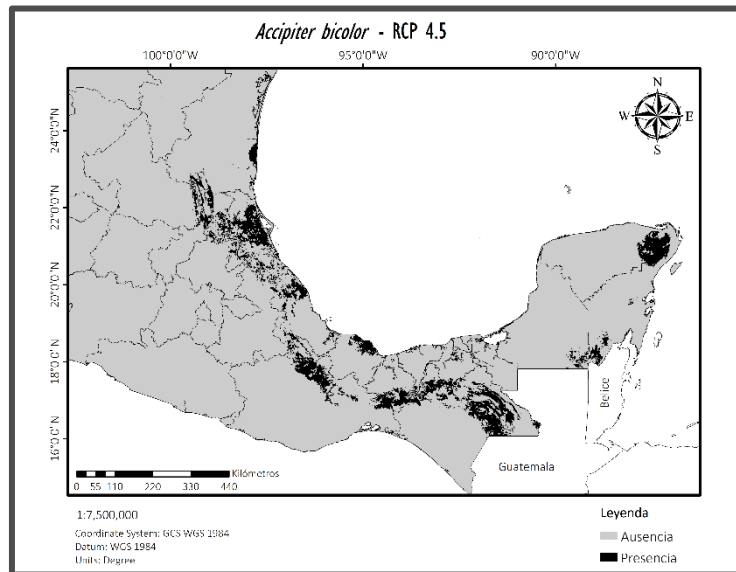 Accipiter bicolor - RCP 4.5
100°0'0"W 95°0'0"W 90°0'0"W
N
W E
S
24°0'0"N
22°0'0"N
20°0'0"N
18°0'0"N
16°0'0"N
Belice
Guatemala
Kilómetros
0 55 110 220 330 440
1:7,500,000
Coordinate System: GCS WGS 1984
Datum: WGS 1984
Units: Degree
Leyenda
Ausencia
Presencia